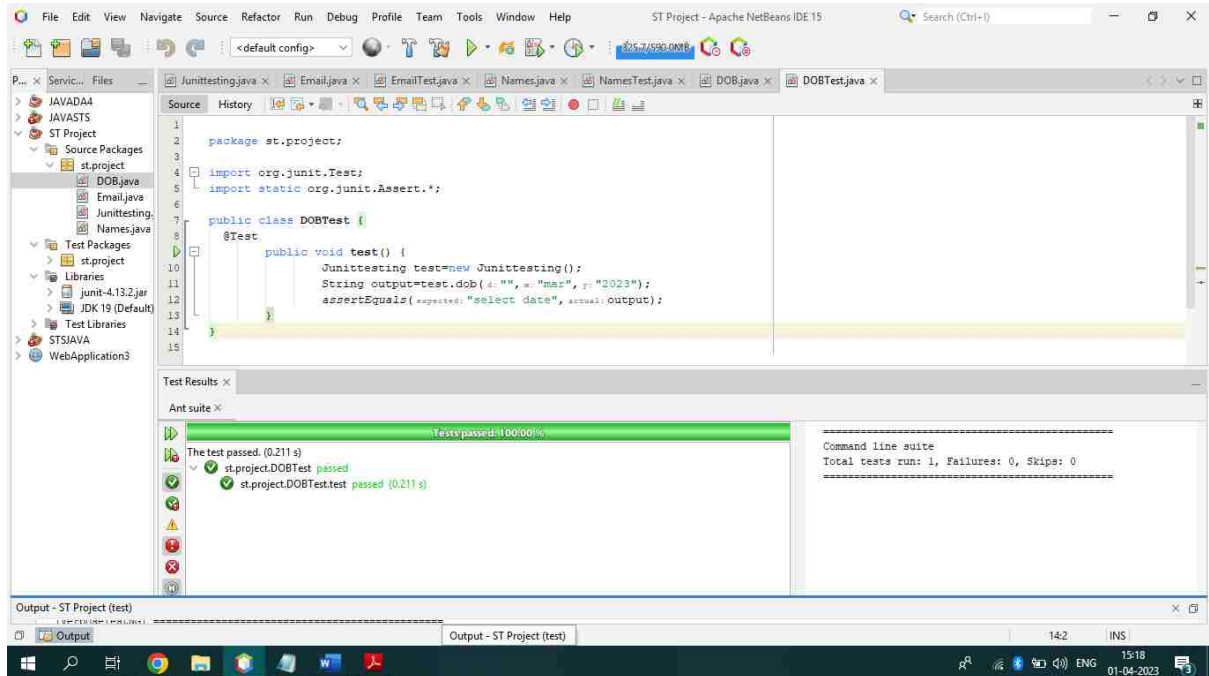 File Edit View Navigate Source Refactor Run Debug Profile Team Tools Window Help ST Project - Apache NetBeans IDE 15 Search (Ctrl+I)
<default config> 325.7/590.0MB
P... Servic... Files Junittesting.java Email.java EmailTest.java Names.java NamesTest.java DOB.java DOBTest.java
Source History
JAVADA4
JAVASTS
ST Project
Source Packages
st.project
DOB.java
Email.java
Junittesting.
Names.java
Test Packages
st.project
Libraries
junit-4.13.2.jar
JDK 19 (Default)
Test Libraries
STSJAVA
WebApplication3
1
2 package st.project;
3
4 import org.junit.Test;
5 import static org.junit.Assert.*;
6
7 public class DOBTest {
8 @Test
public void test() {
10 Junittesting test=new Junittesting();
11 String output=test.dob( d: "", m: "mar", y: "2023");
12 assertEquals( expected: "select date", actual: output);
13 }
14 }
15
Test Results
Ant suite
Tests passed: 100.00 %
The test passed. (0.211 s)
st.project.DOBTest passed
st.project.DOBTest.test passed (0.211 s)
===============================================
Command line suite
Total tests run: 1, Failures: 0, Skips: 0
===============================================
Output - ST Project (test)
Output
Output - ST Project (test)
14:2 INS
ENG
15:18
01-04-2023
3